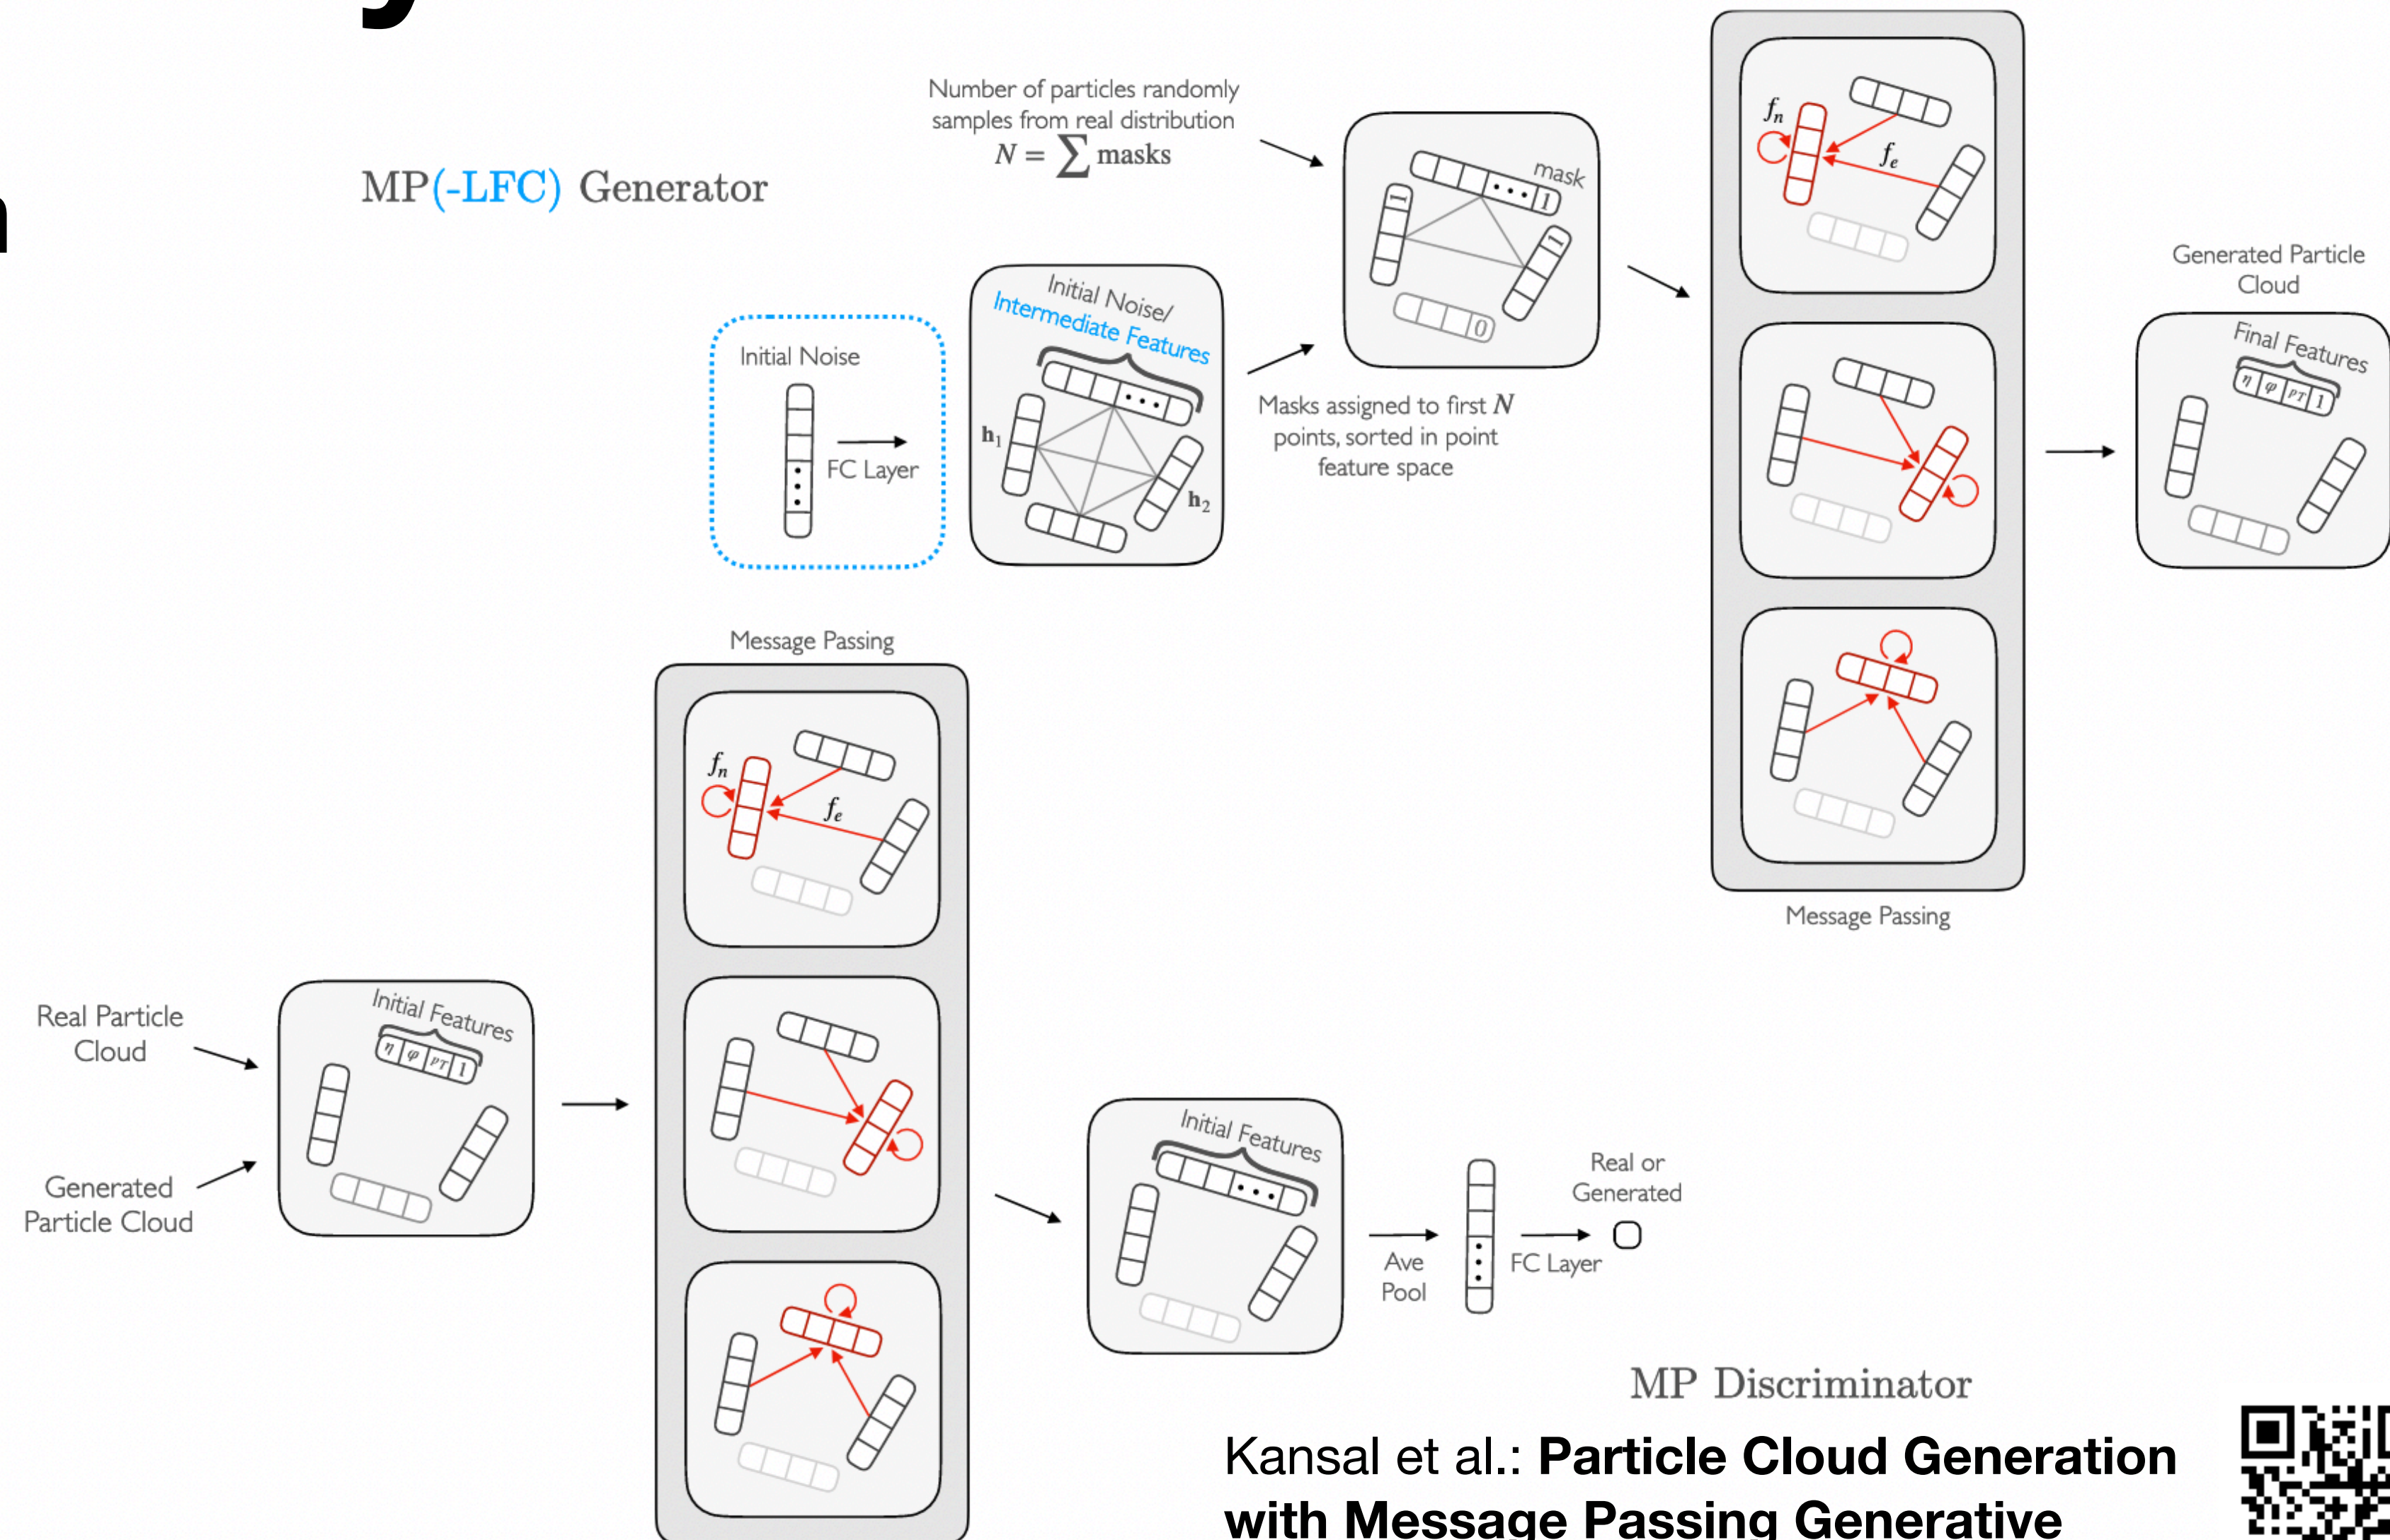 Number of particles randomly
samples from real distribution
N = ∑ masks
MP(-LFC) Generator
mask
1
1
1
0
Initial Noise/
Intermediate Features
h₁
h₂
Initial Noise
FC Layer
Masks assigned to first N
points, sorted in point
feature space
fₙ
fₑ
Message Passing
Generated Particle
Cloud
Final Features
η φ pT 1
Message Passing
fₙ
fₑ
Real Particle
Cloud
Generated
Particle Cloud
Initial Features
η φ pT 1
Initial Features
Ave
Pool
FC Layer
Real or
Generated
MP Discriminator
Kansal et al.: Particle Cloud Generation
with Message Passing Generative